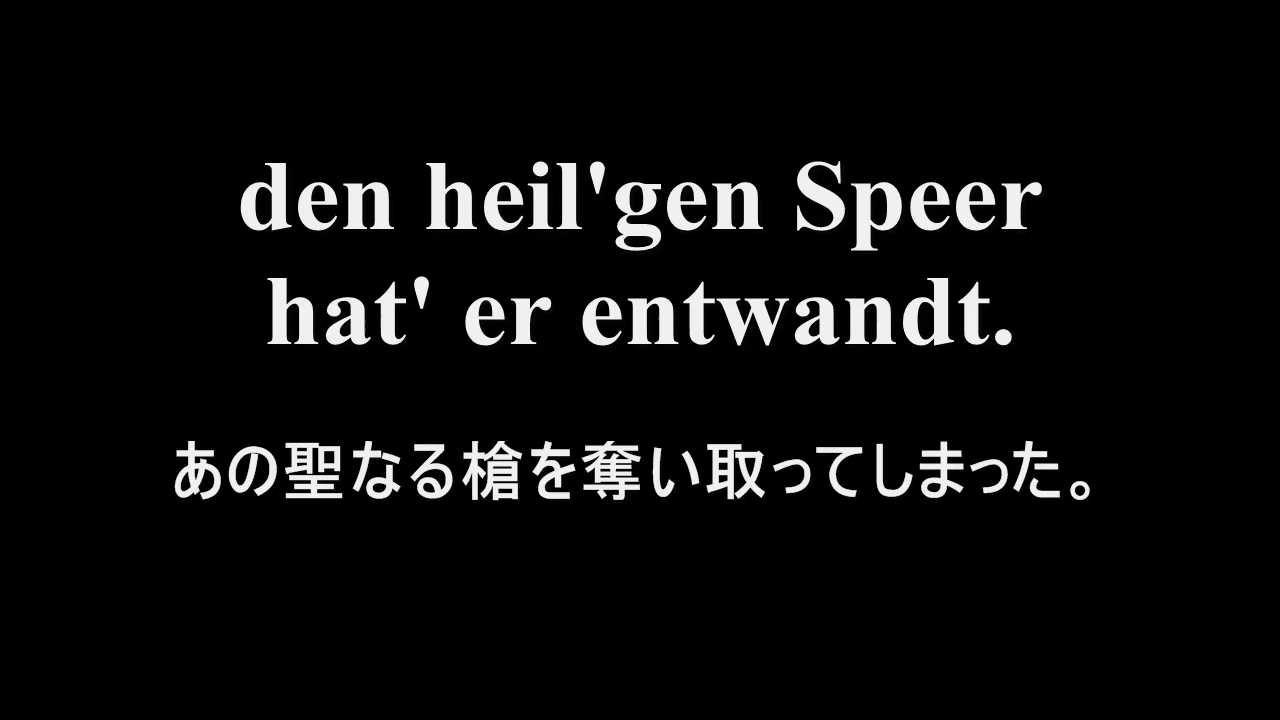 den heil'gen Speer
hat' er entwandt.
あの聖なる槍を奪い取ってしまった。